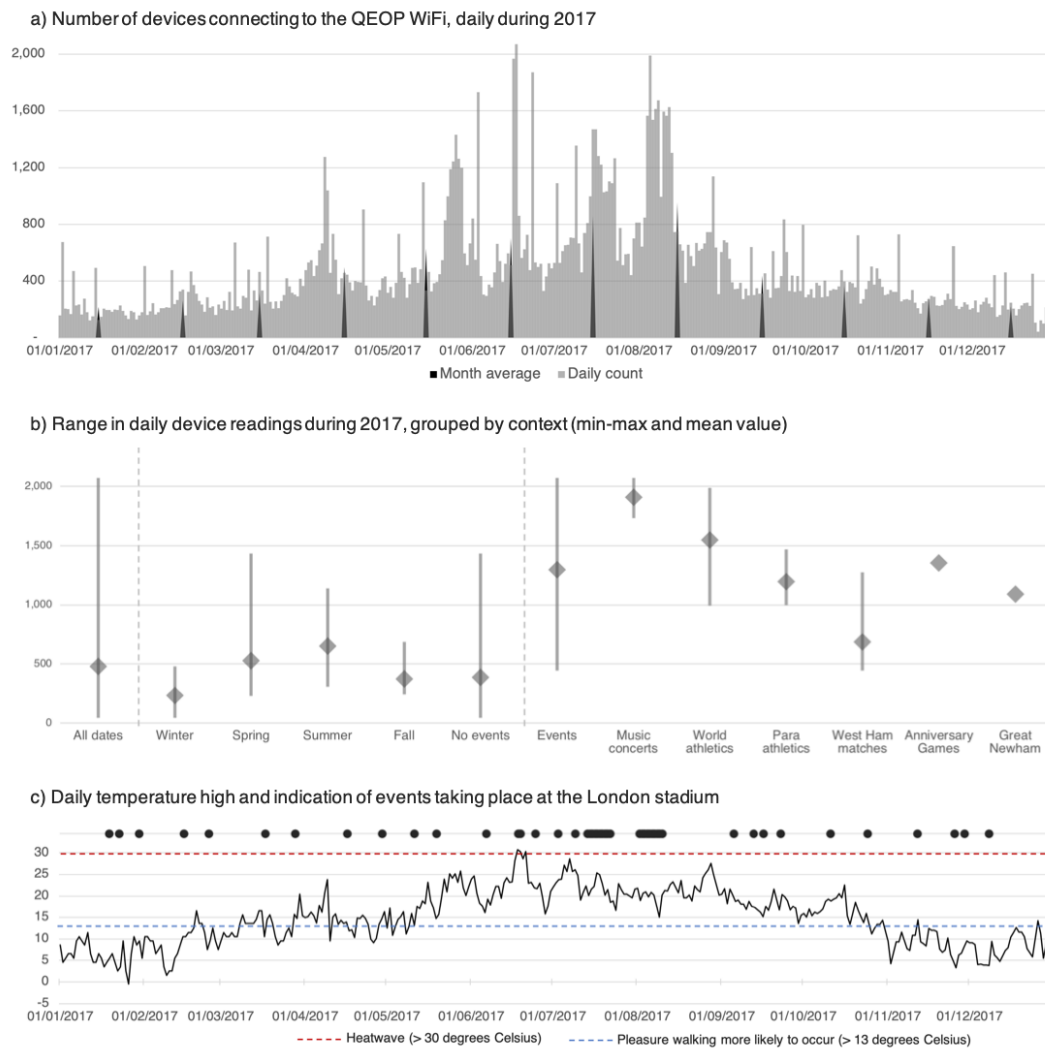 a) Number of devices connecting to the QEOP WiFi, daily during 2017
2,000
1,600
1,200
800
400
-
01/01/2017 01/02/2017 01/03/2017 01/04/2017 01/05/2017 01/06/2017 01/07/2017 01/08/2017 01/09/2017 01/10/2017 01/11/2017 01/12/2017
Month average Daily count
b) Range in daily device readings during 2017, grouped by context (min-max and mean value)
2,000
1,500
1,000
500
0
All dates Winter Spring Summer Fall No events Events Music World Para West Ham Anniversary Great
concerts athletics athletics matches Games Newham
c) Daily temperature high and indication of events taking place at the London stadium
30
25
20
15
10
5
0
-5
01/01/2017 01/02/2017 01/03/2017 01/04/2017 01/05/2017 01/06/2017 01/07/2017 01/08/2017 01/09/2017 01/10/2017 01/11/2017 01/12/2017
Heatwave (> 30 degrees Celsius) Pleasure walking more likely to occur (> 13 degrees Celsius)